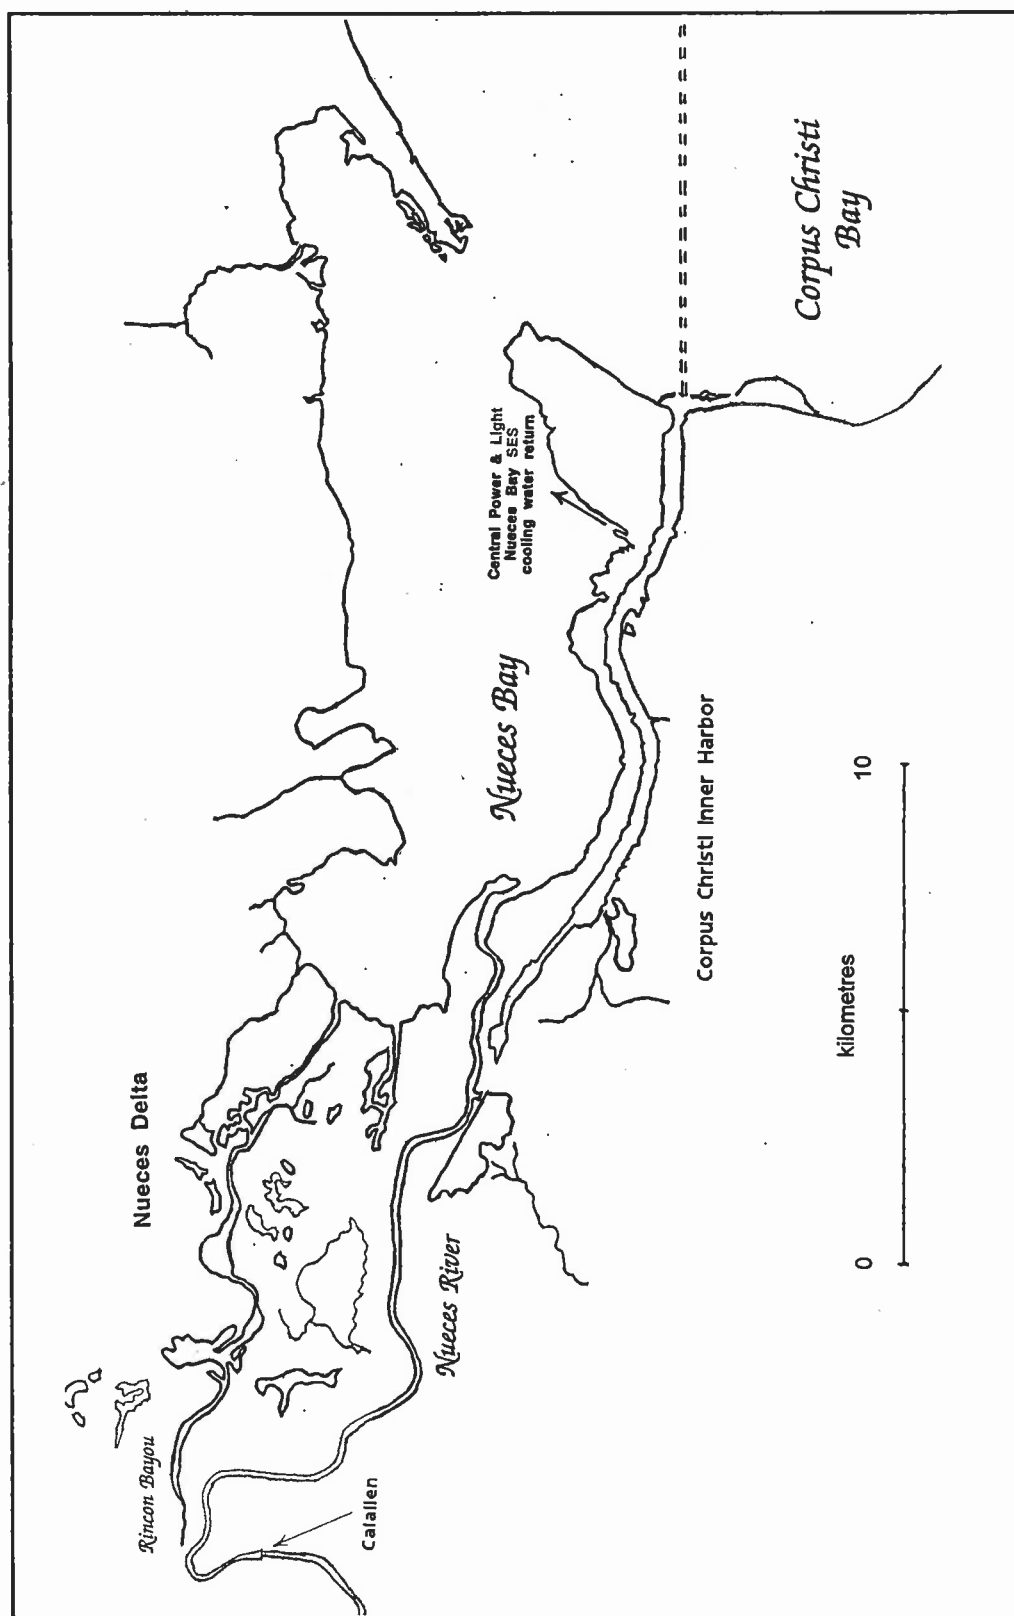 Corpus Christi
Bay
Central Power & Light
Nueces Bay SES
cooling water return
Nueces Bay
Corpus Christi Inner Harbor
Nueces Delta
Nueces River
Rincon Bayou
Calallen
0
10
kilometres